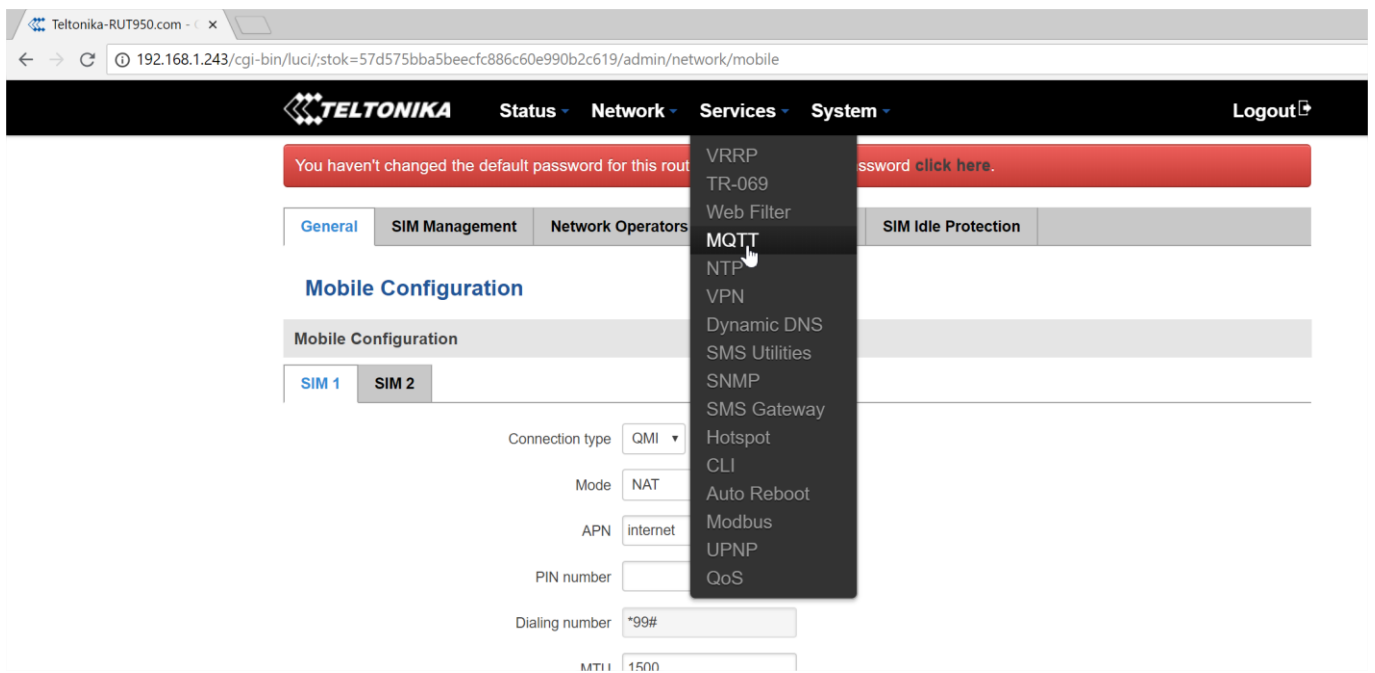 Teltonika-RUT950.com -
192.168.1.243/cgi-bin/luci/;stok=57d575bba5beecfc886c60e990b2c619/admin/network/mobile
TELTONIKA Status Network Services System Logout
You haven't changed the default password for this rout ssword click here.
General SIM Management Network Operators SIM Idle Protection
VRRP
TR-069
Web Filter
MQTT
NTP
VPN
Dynamic DNS
SMS Utilities
SNMP
SMS Gateway
Hotspot
CLI
Auto Reboot
Modbus
UPNP
QoS
Mobile Configuration
Mobile Configuration
SIM 1 SIM 2
Connection type QMI
Mode NAT
APN internet
PIN number
Dialing number *99#
MTU 1500